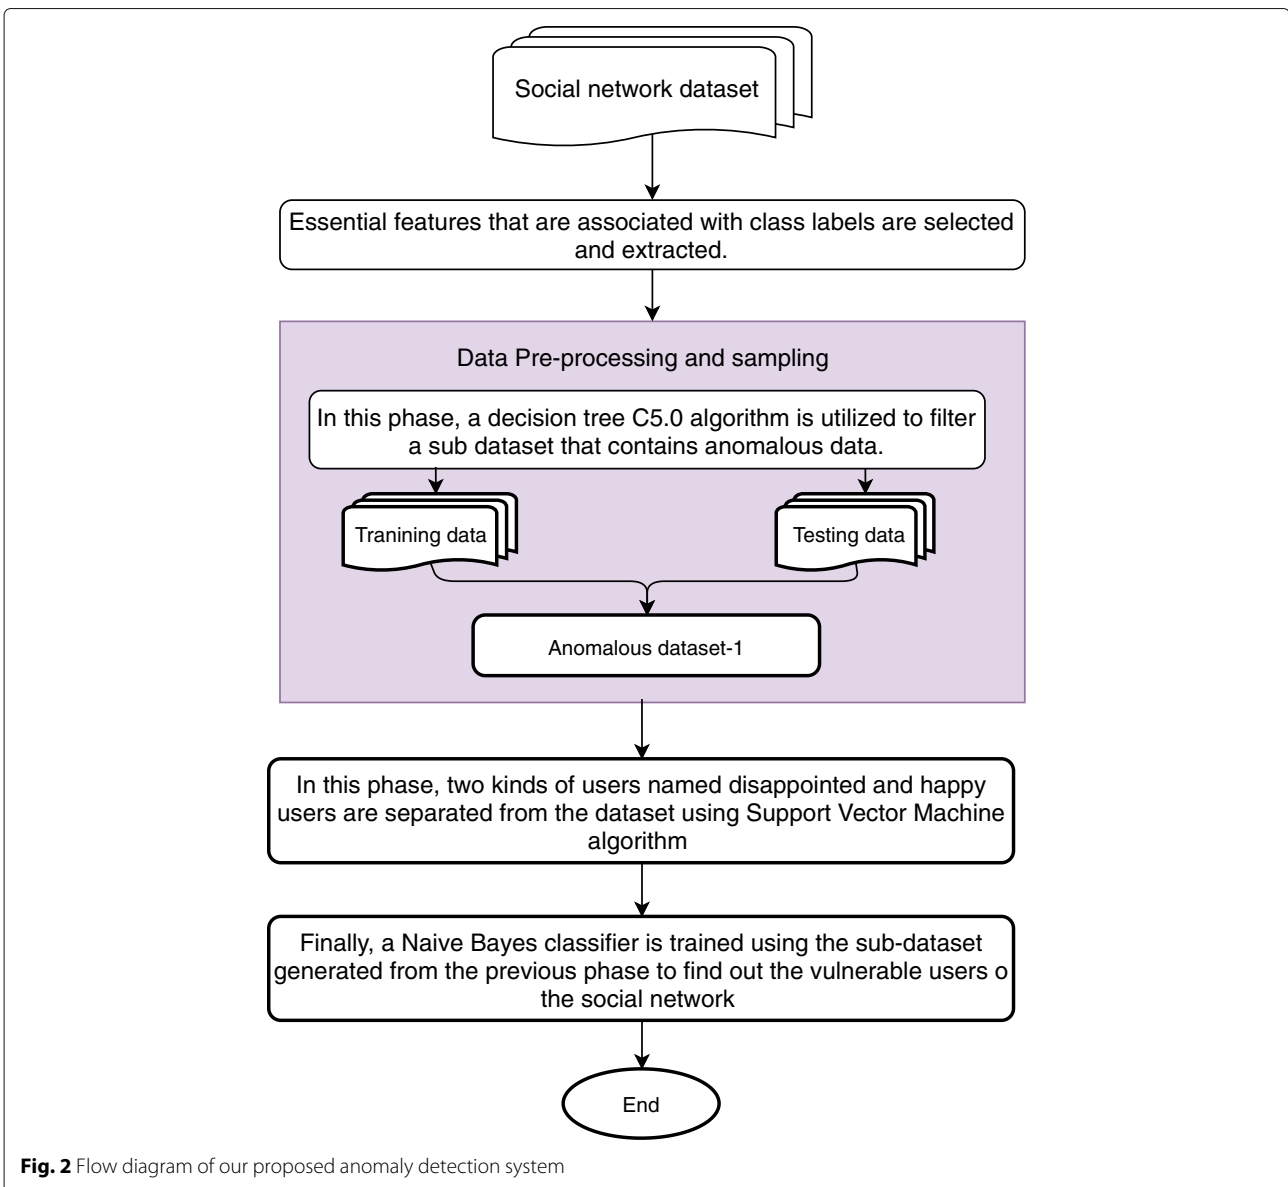 Social network dataset
Essential features that are associated with class labels are selected
and extracted.
Data Pre-processing and sampling
In this phase, a decision tree C5.0 algorithm is utilized to filter
a sub dataset that contains anomalous data.
Tranining data
Testing data
Anomalous dataset-1
In this phase, two kinds of users named disappointed and happy
users are separated from the dataset using Support Vector Machine
algorithm
Finally, a Naive Bayes classifier is trained using the sub-dataset
generated from the previous phase to find out the vulnerable users o
the social network
End
Fig. 2 Flow diagram of our proposed anomaly detection system